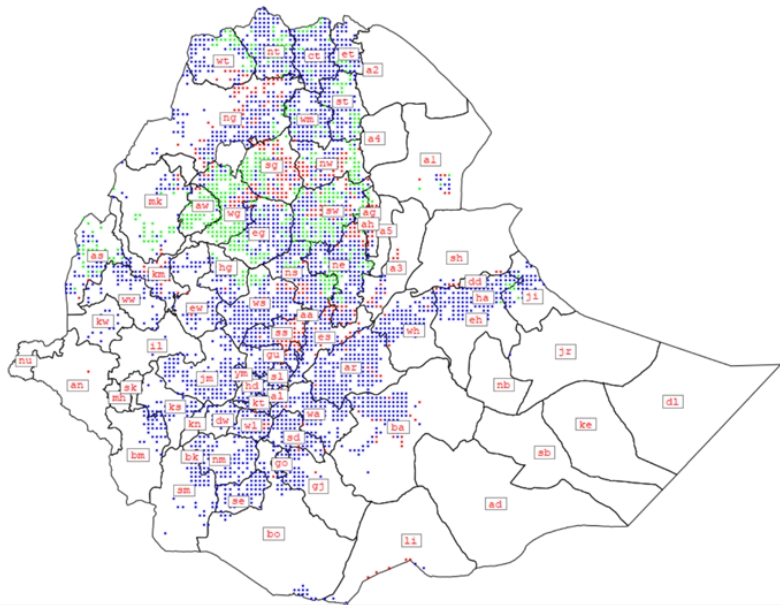 nt
ct
et
wt
a2
st
ng
wm
a4
a1
sg
nw
mk
aw
wg
sw
ag
ah
eg
a5
as
sh
km
hg
ns
ne
a3
dd
ww
ha
ji
ew
ws
kw
aa
eh
wh
ss
es
il
gu
jr
nu
ym
sl
ar
jm
an
sk
hd
nb
mh
al
dl
kt
ks
wa
dw
kn
wl
ba
ke
sd
bm
bk
nm
go
sb
sm
gj
se
ad
bo
li